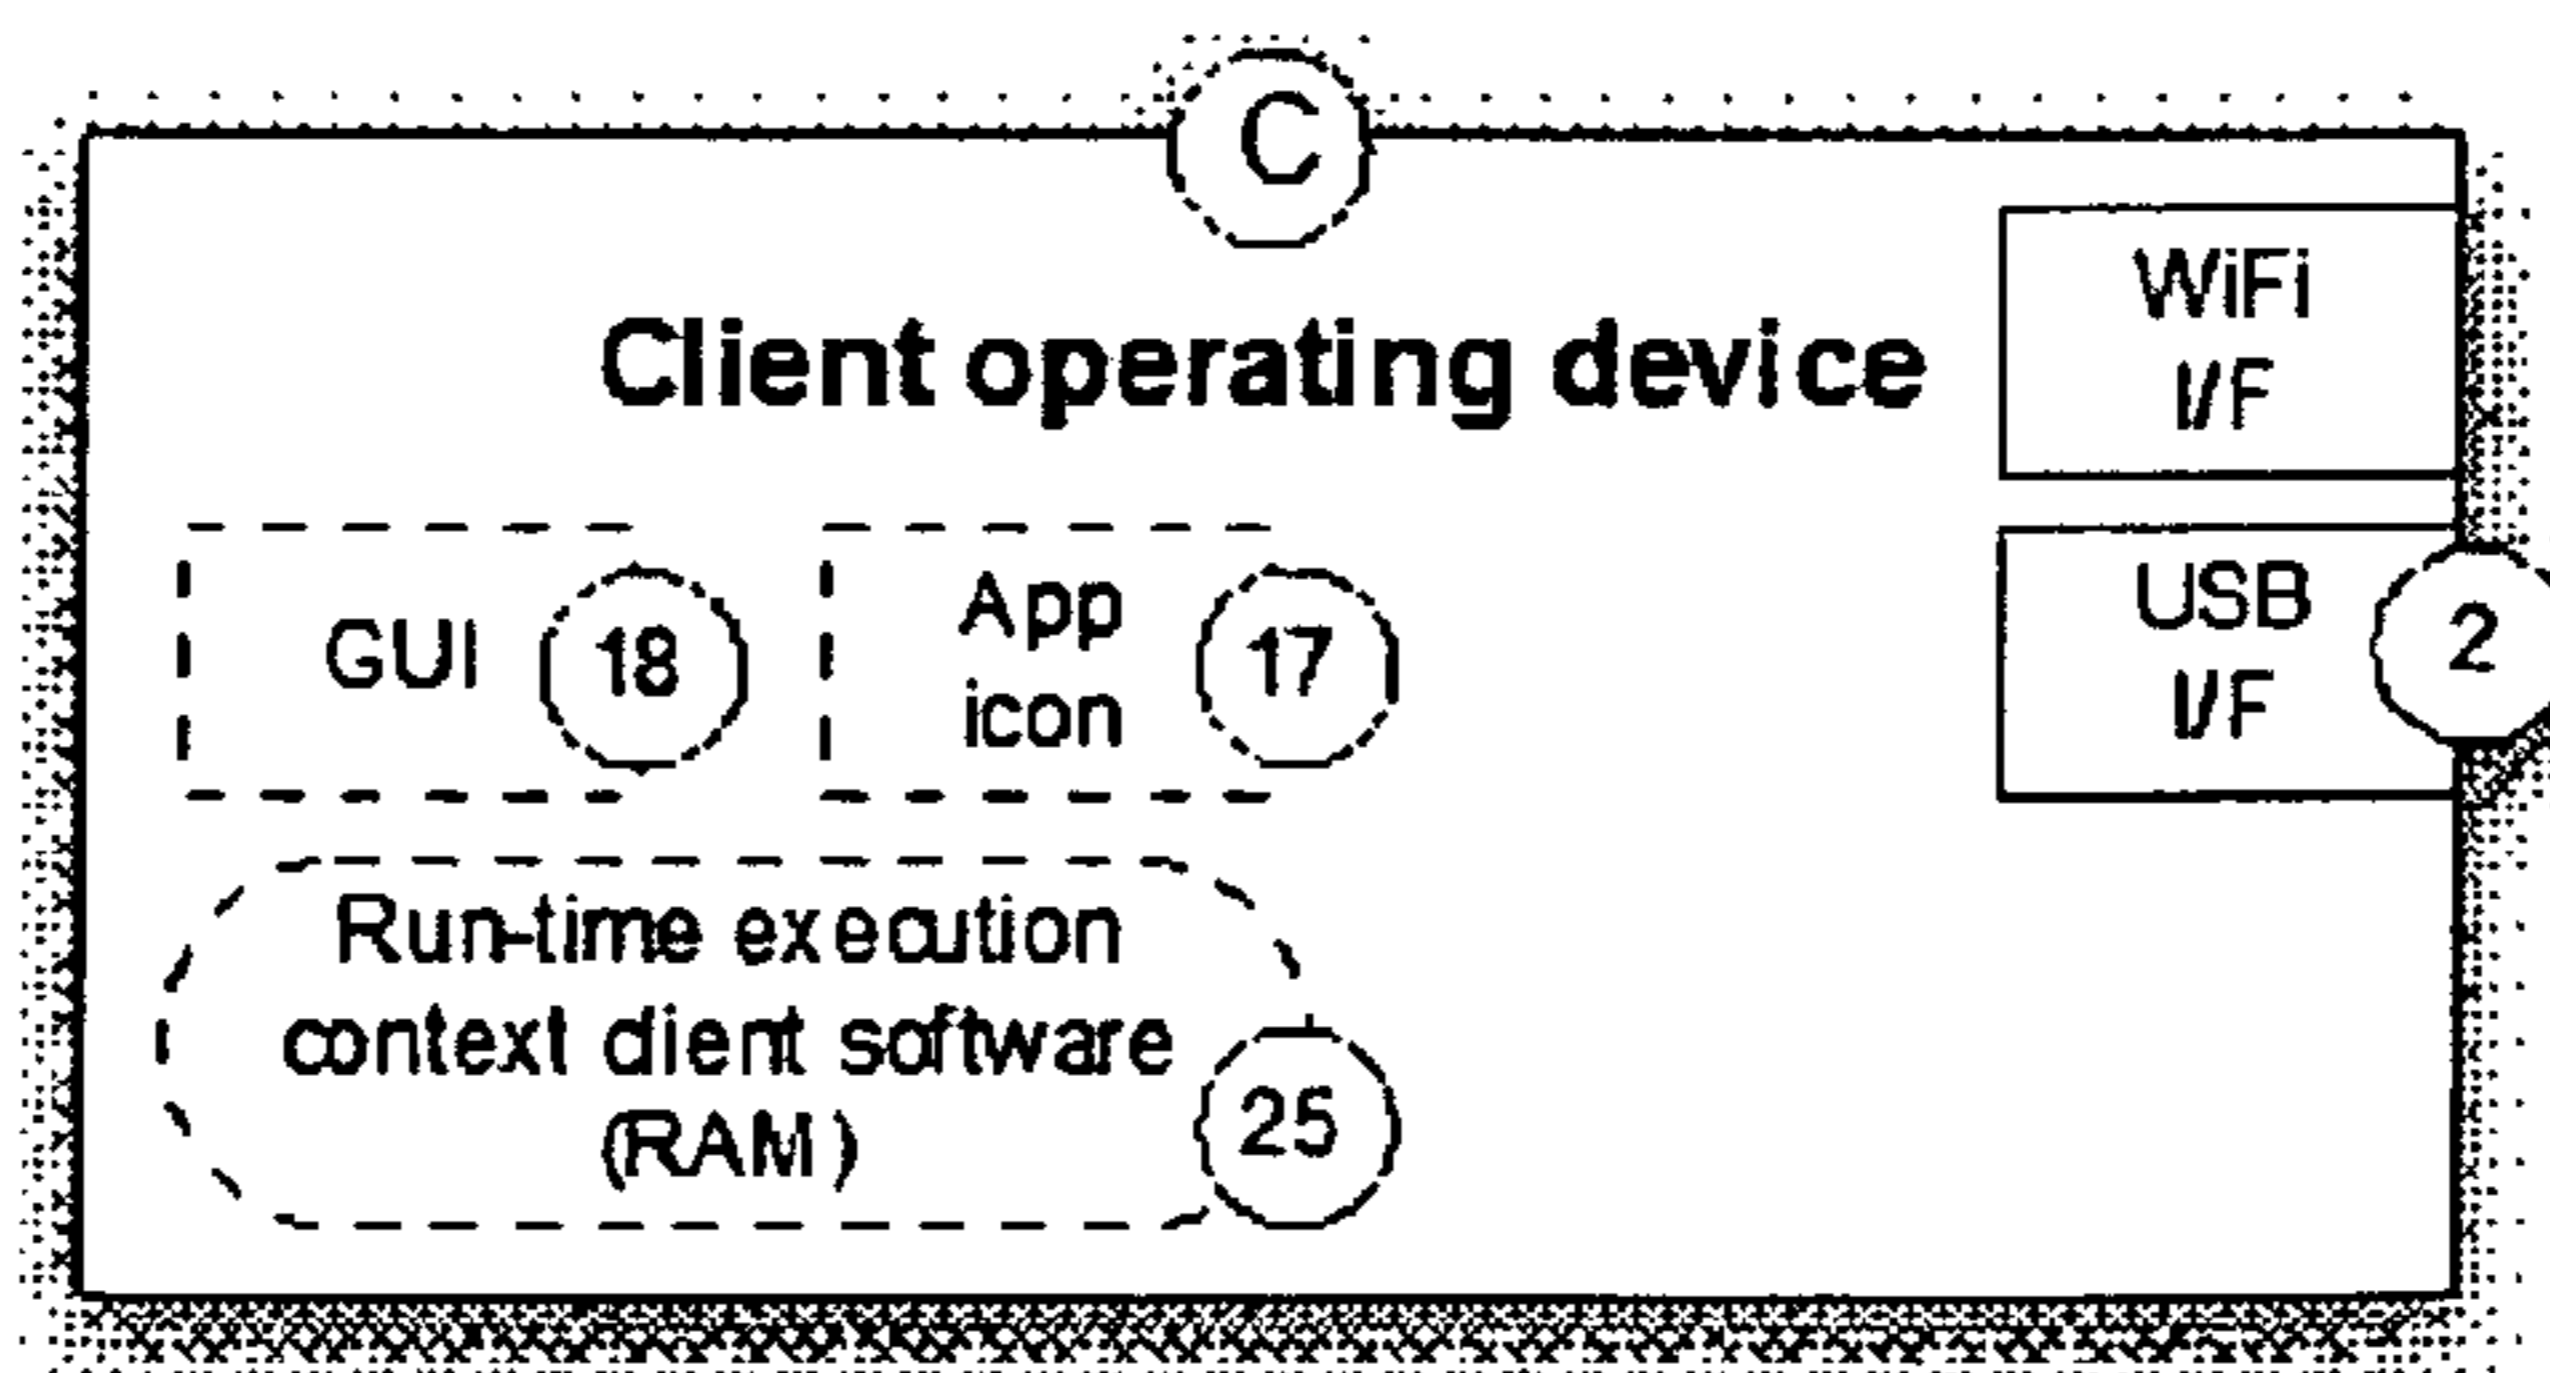 C
Client operating device
WiFi
I/F
GUI
18
App
icon
17
USB
I/F
2
Run-time execution
context client software
(RAM)
25